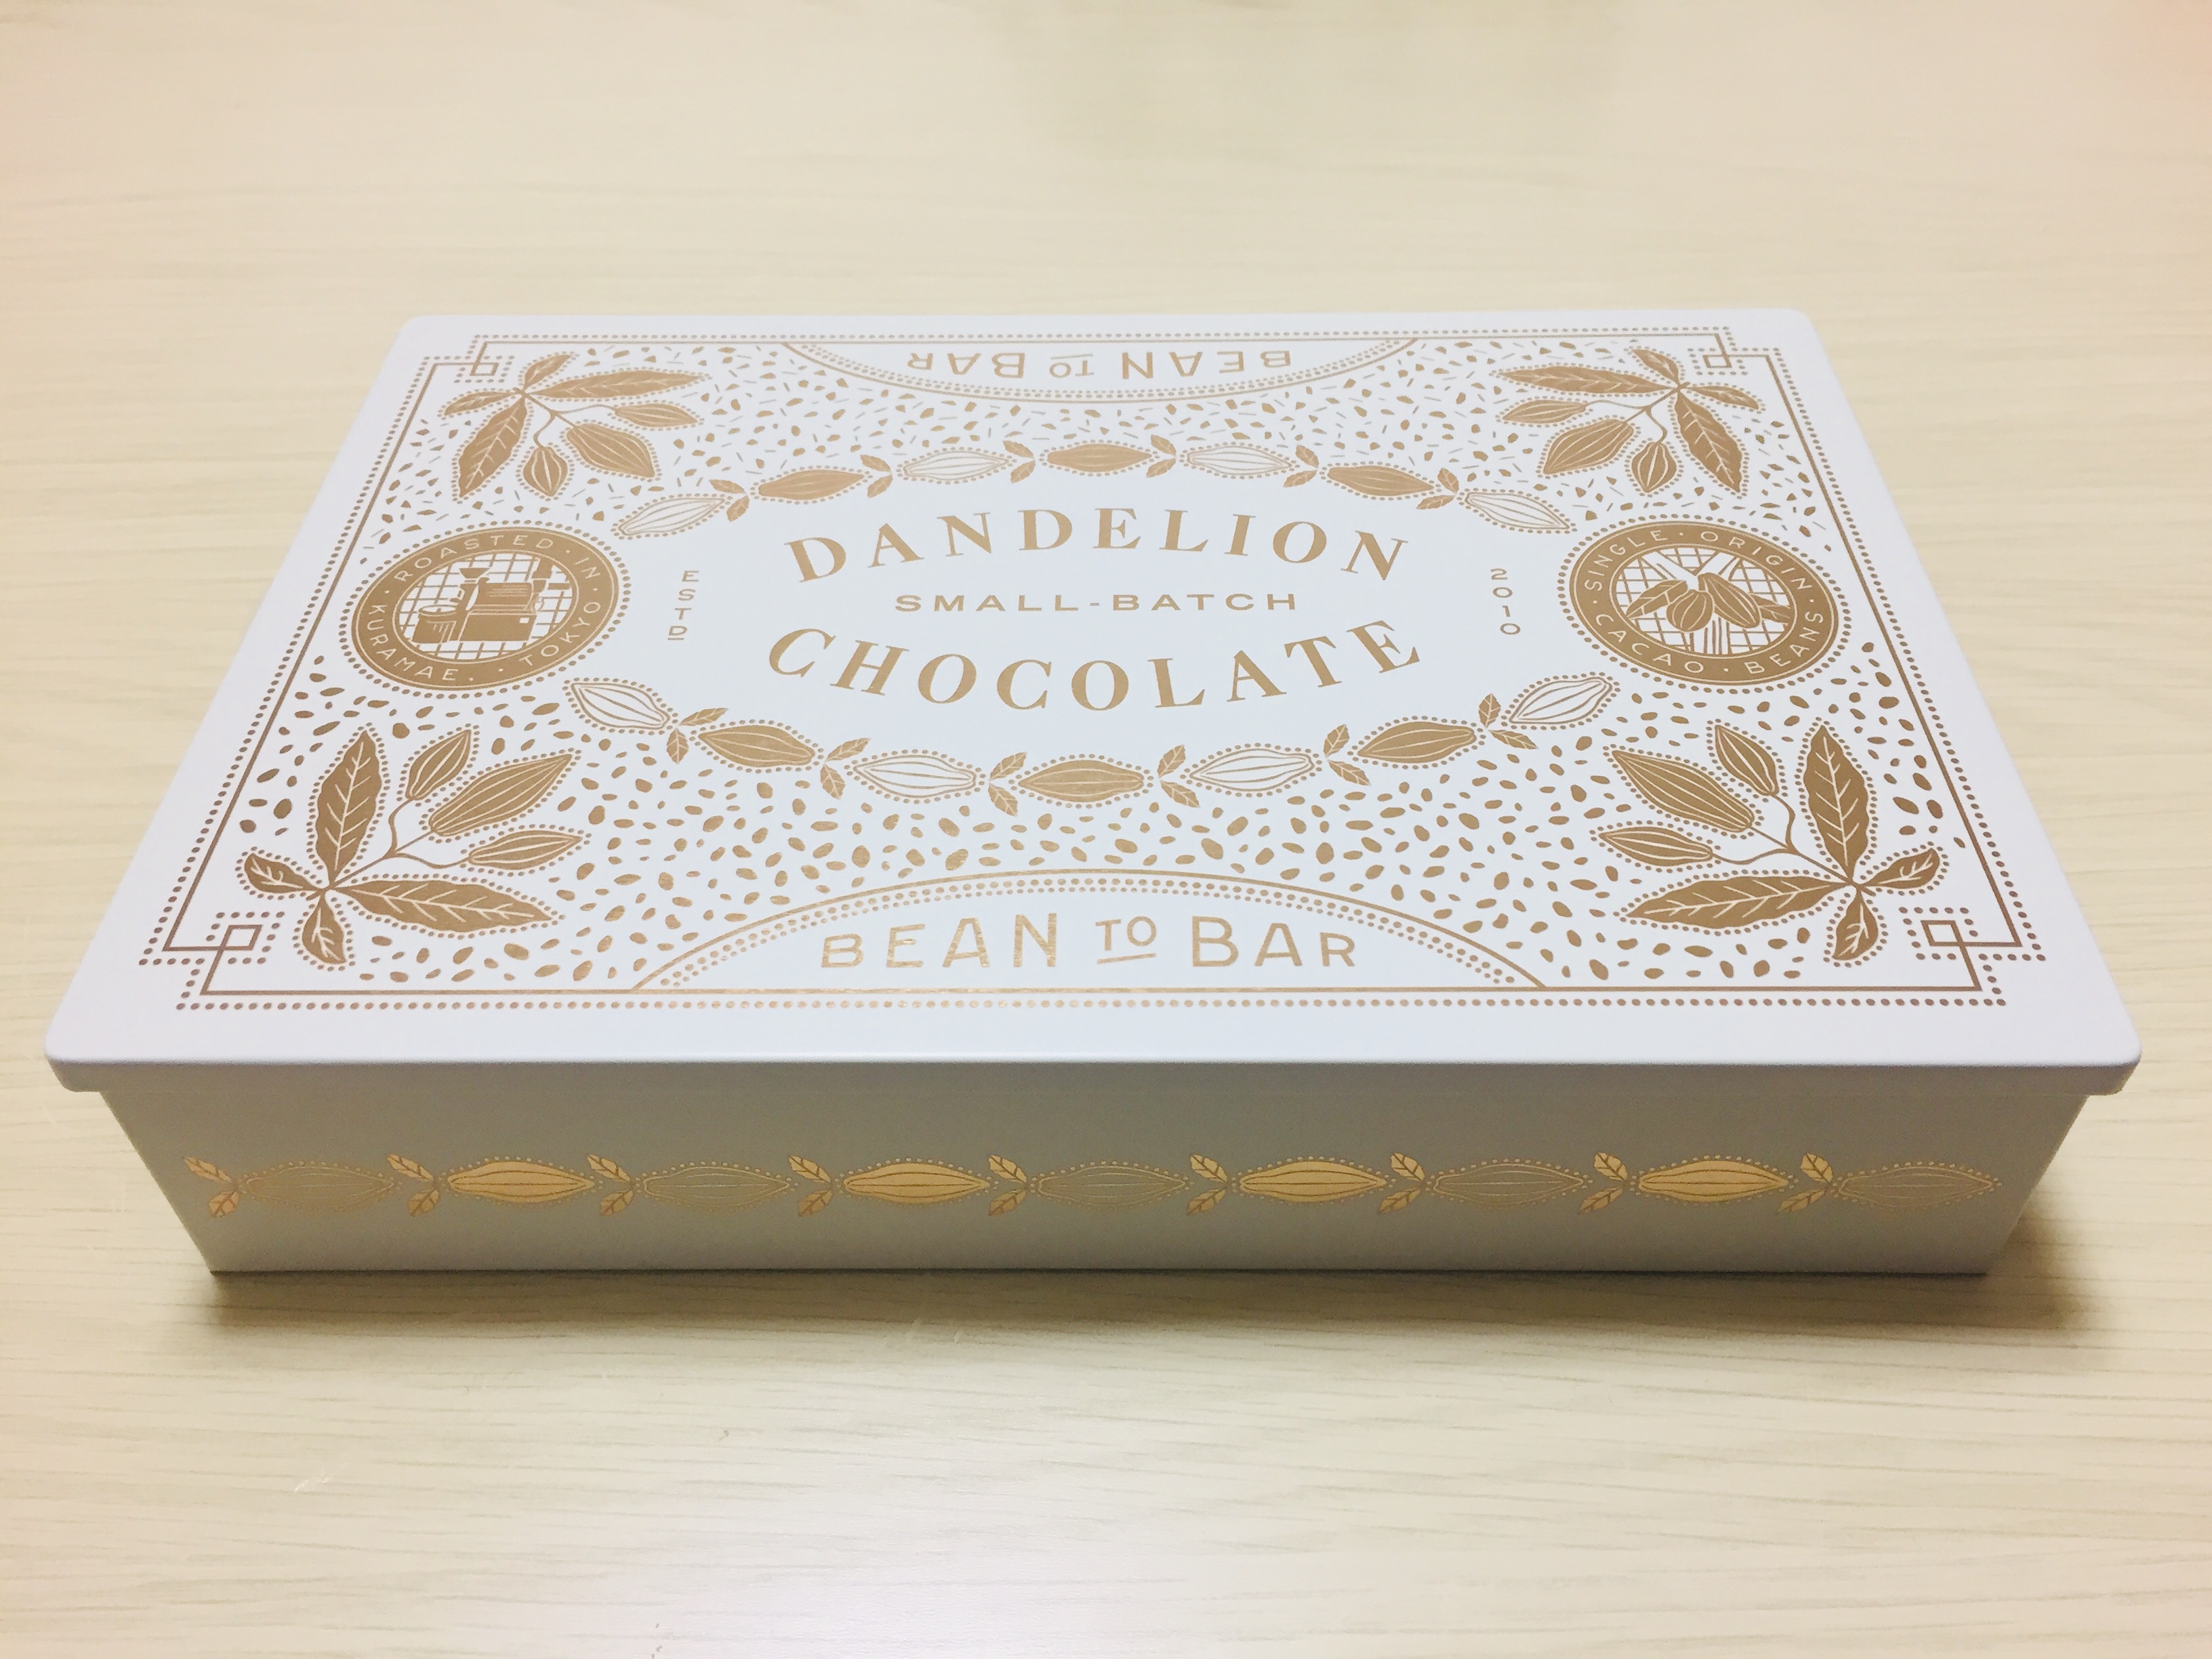 BEAN TO BAR
DANDELION
SMALL-BATCH
CHOCOLATE
ESTD
2010
ROASTED · IN · TOKYO · KURAMAE.
SINGLE · ORIGIN · CACAO · BEANS
BEAN TO BAR